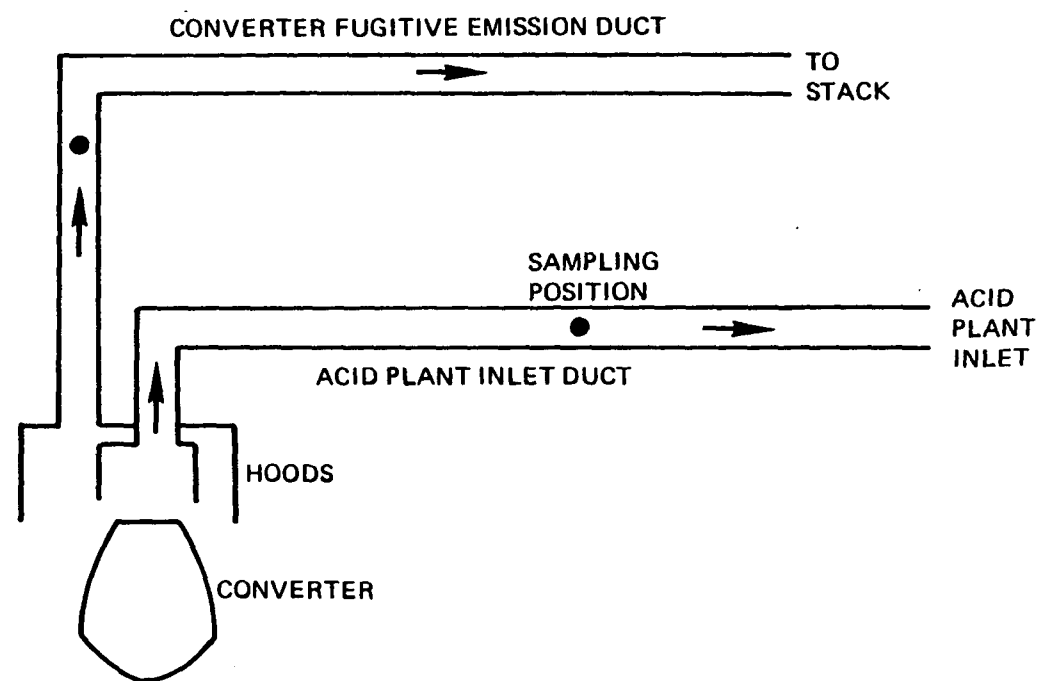 CONVERTER FUGITIVE EMISSION DUCT
TO
STACK
SAMPLING
POSITION
ACID
PLANT
INLET
ACID PLANT INLET DUCT
HOODS
CONVERTER